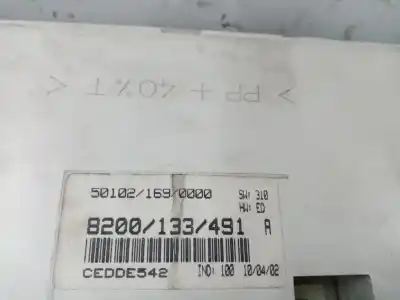 > PP + 40%T <
50102/169/0000 SW: 310
HW: ED
8200/133/491 A
CEDDE542 IND: 100 10/04/02